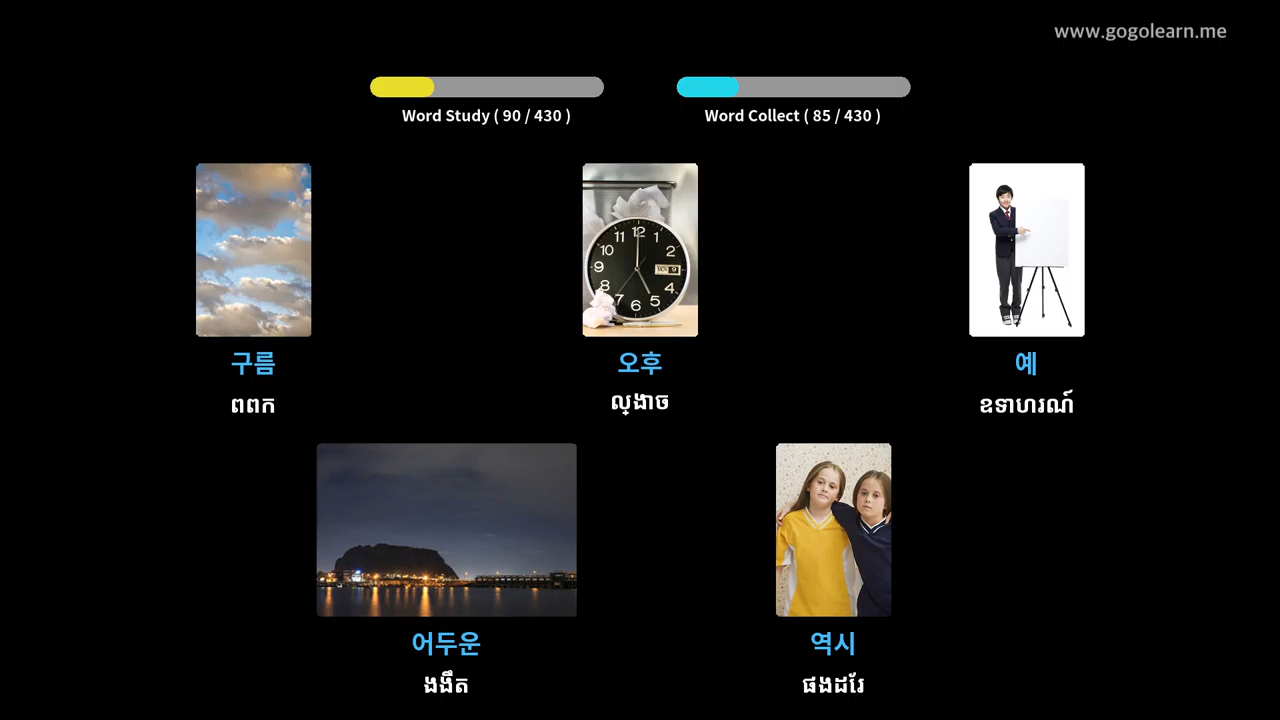 www.gogolearn.me
Word Study ( 90 / 430 )
Word Collect ( 85 / 430 )
구름
오후
예
ពពក
ល្ងាច
ឧទាហរណ៍
어두운
역시
ងងឹត
ផងដែរ